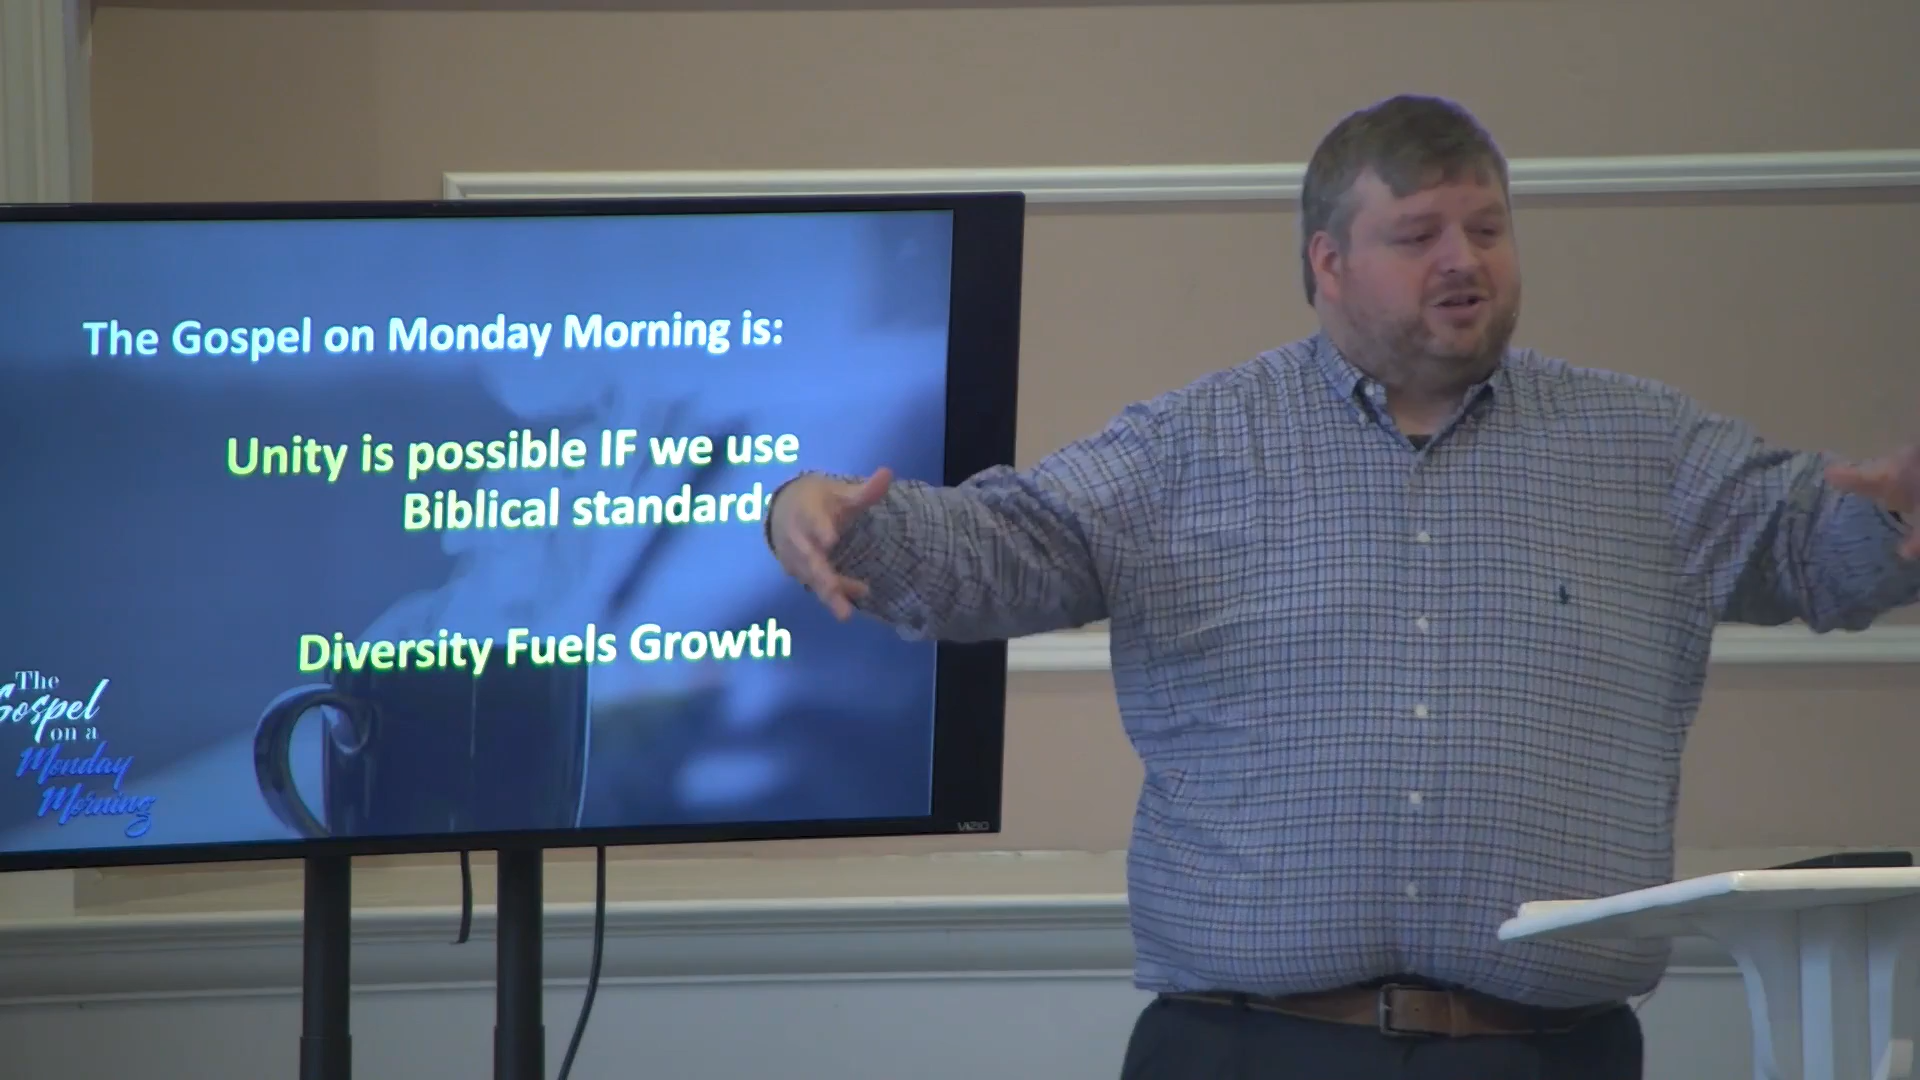 The Gospel on Monday Morning is:
Unity is possible IF we use
Biblical standards
Diversity Fuels Growth
The
Gospel
on a
Monday
Morning
VIZIO